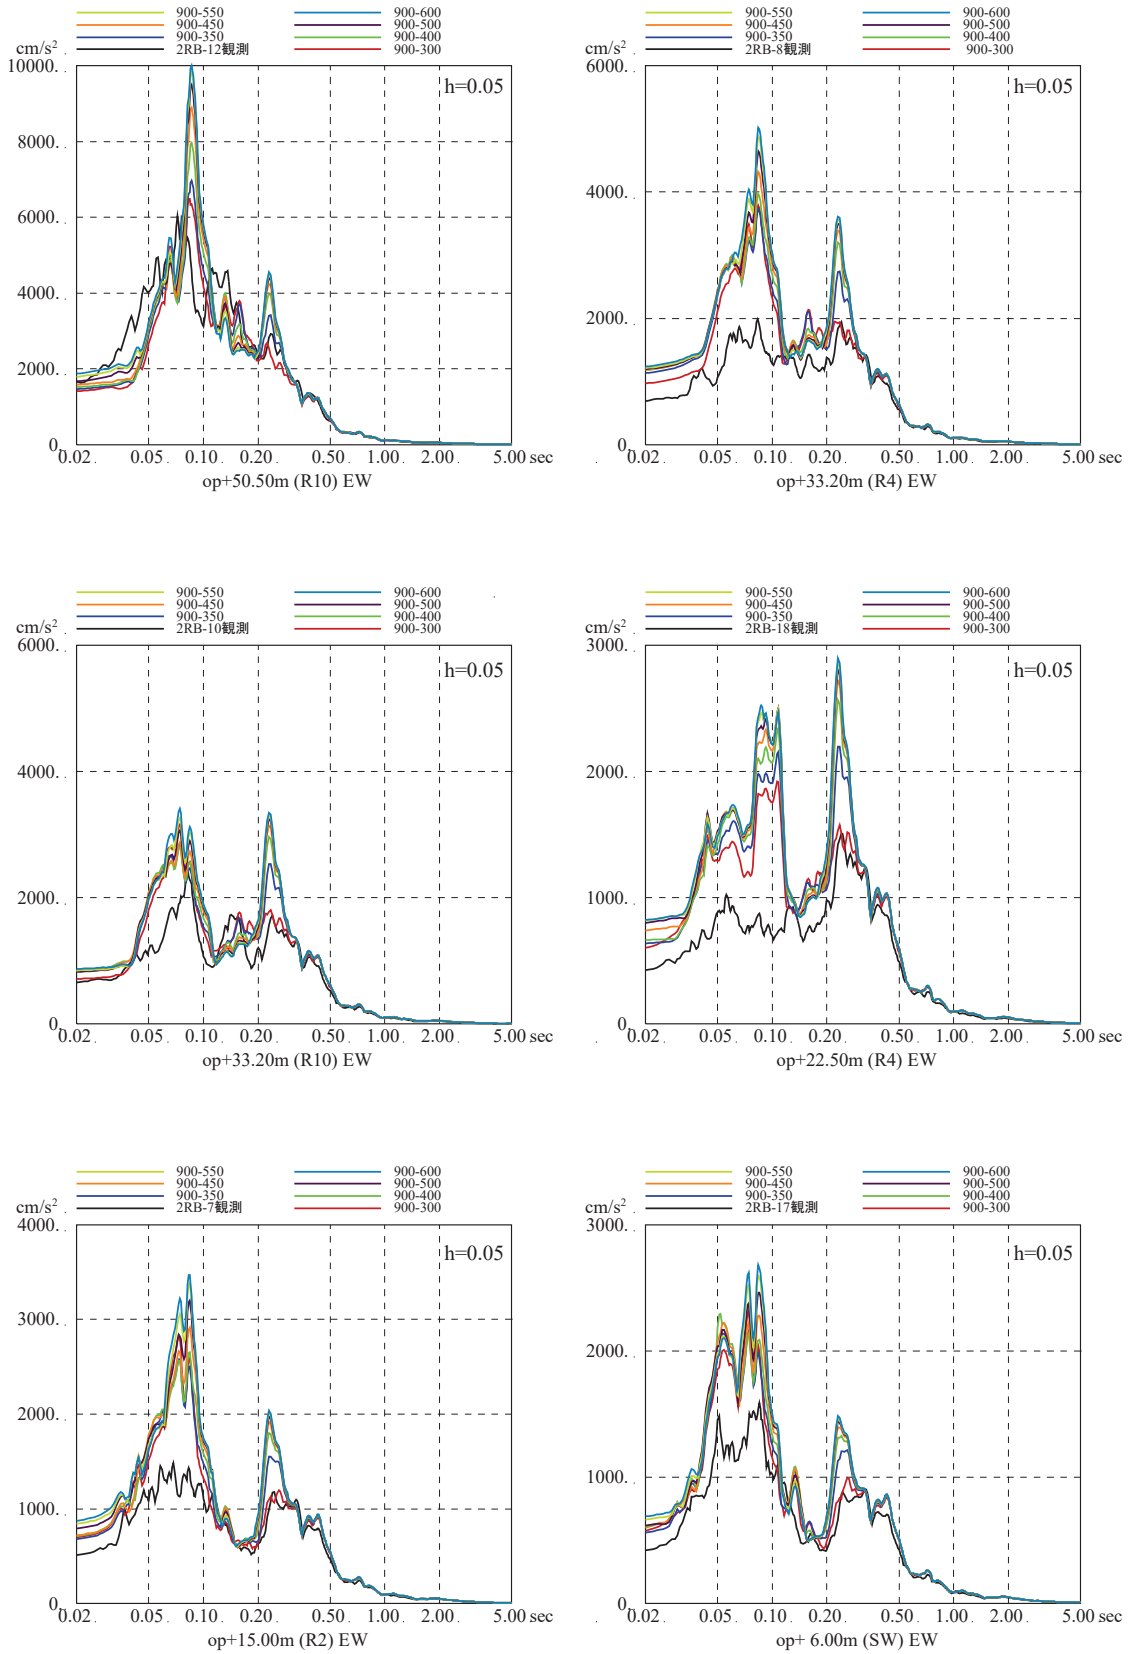 900-550 900-600
900-450 900-500
900-350 900-400
2RB-12観測 900-300
cm/s²
10000.
h=0.05
8000.
6000.
4000.
2000.
0.
0.02 0.05 0.10 0.20 0.50 1.00 2.00 5.00 sec
op+50.50m (R10) EW
900-550 900-600
900-450 900-500
900-350 900-400
2RB-8観測 900-300
cm/s²
6000.
h=0.05
4000.
2000.
0.
0.02 0.05 0.10 0.20 0.50 1.00 2.00 5.00 sec
op+33.20m (R4) EW
900-550 900-600
900-450 900-500
900-350 900-400
2RB-10観測 900-300
cm/s²
6000.
h=0.05
4000.
2000.
0.
0.02 0.05 0.10 0.20 0.50 1.00 2.00 5.00 sec
op+33.20m (R10) EW
900-550 900-600
900-450 900-500
900-350 900-400
2RB-18観測 900-300
cm/s²
3000.
h=0.05
2000.
1000.
0.
0.02 0.05 0.10 0.20 0.50 1.00 2.00 5.00 sec
op+22.50m (R4) EW
900-550 900-600
900-450 900-500
900-350 900-400
2RB-7観測 900-300
cm/s²
4000.
h=0.05
3000.
2000.
1000.
0.
0.02 0.05 0.10 0.20 0.50 1.00 2.00 5.00 sec
op+15.00m (R2) EW
900-550 900-600
900-450 900-500
900-350 900-400
2RB-17観測 900-300
cm/s²
3000.
h=0.05
2000.
1000.
0.
0.02 0.05 0.10 0.20 0.50 1.00 2.00 5.00 sec
op+ 6.00m (SW) EW